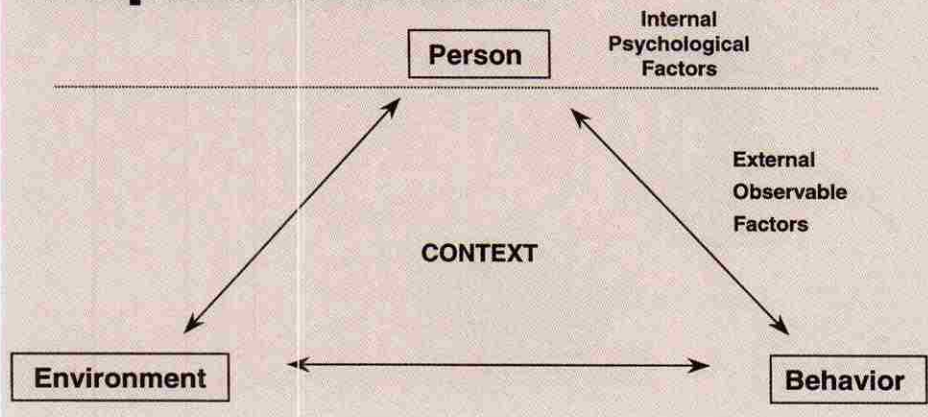 Internal
Psychological
Factors
Person
External
Observable
Factors
CONTEXT
Environment
Behavior